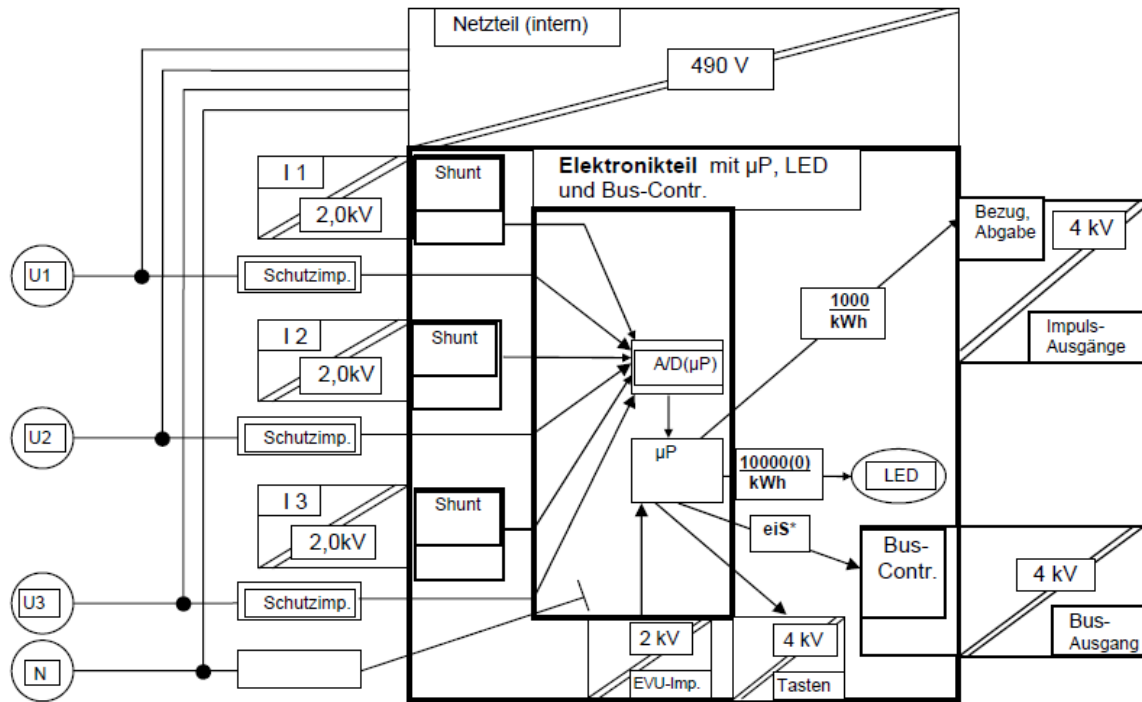 Netzteil (intern)
490 V
Elektronikteil mit µP, LED
und Bus-Contr.
I 1
2,0kV
Shunt
Bezug,
Abgabe
4 kV
U1
Schutzimp.
1000
kWh
Impuls-
Ausgänge
I 2
2,0kV
Shunt
A/D(µP)
U2
Schutzimp.
µP
10000(0)
kWh
LED
I 3
2,0kV
Shunt
eiS*
Bus-
Contr.
4 kV
U3
Schutzimp.
Bus-
Ausgang
N
2 kV
EVU-Imp.
4 kV
Tasten